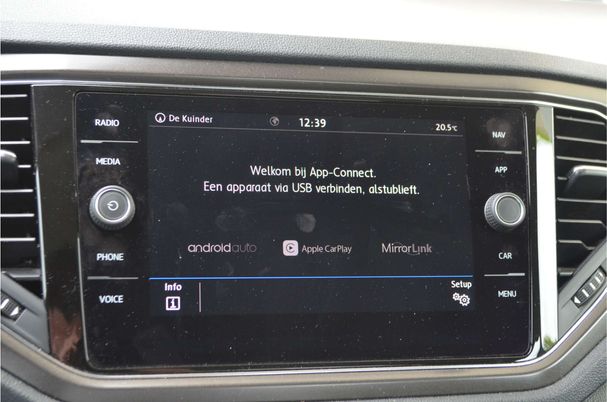 RADIO
MEDIA
PHONE
VOICE
De Kuinder 12:39 20.5°C
Welkom bij App-Connect.
Een apparaat via USB verbinden, alstublieft.
androidauto Apple CarPlay MirrorLink
Info Setup
NAV
APP
CAR
MENU